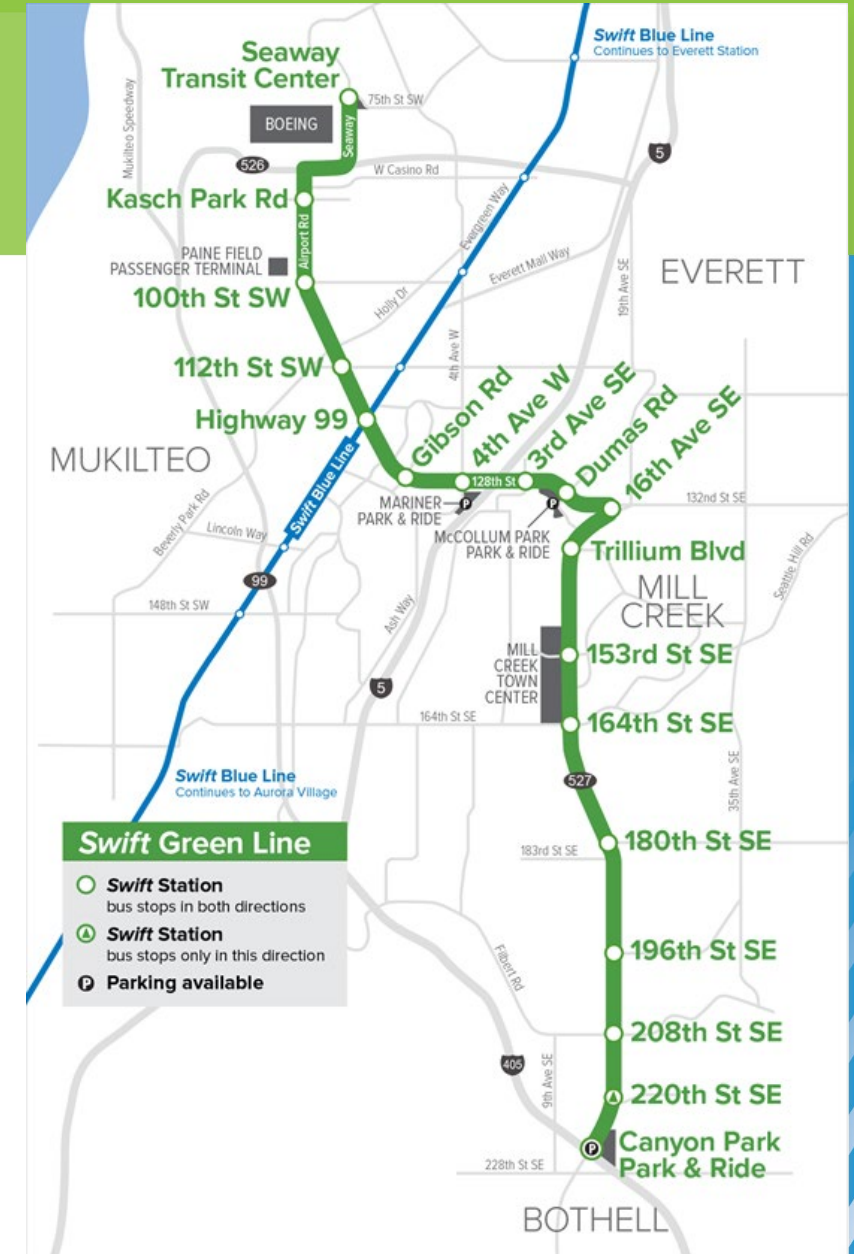 Swift Blue Line
Continues to Everett Station
Seaway
Transit Center
75th St SW
BOEING
Seaway
Mukilteo Speedway
526
W Casino Rd
5
Kasch Park Rd
Airport Rd
Evergreen Way
PAINE FIELD
PASSENGER TERMINAL
Everett Mall Way
19th Ave SE
EVERETT
100th St SW
Holly Dr
4th Ave W
112th St SW
Highway 99
Gibson Rd
4th Ave W
3rd Ave SE
Dumas Rd
16th Ave SE
MUKILTEO
128th St
132nd St SE
Swift Blue Line
MARINER
PARK & RIDE
P
P
McCOLLUM PARK
PARK & RIDE
Beverly Park Rd
Lincoln Way
Trillium Blvd
Seattle Hill Rd
99
MILL
CREEK
148th St SW
Ash Way
MILL
CREEK
TOWN
CENTER
153rd St SE
5
164th St SE
164th St SE
Swift Blue Line
Continues to Aurora Village
527
35th Ave SE
Swift Green Line
183rd St SE
180th St SE
Swift Station
bus stops in both directions
Swift Station
bus stops only in this direction
P Parking available
Filbert Rd
196th St SE
208th St SE
405
9th Ave SE
220th St SE
P
Canyon Park
Park & Ride
228th St SE
BOTHELL